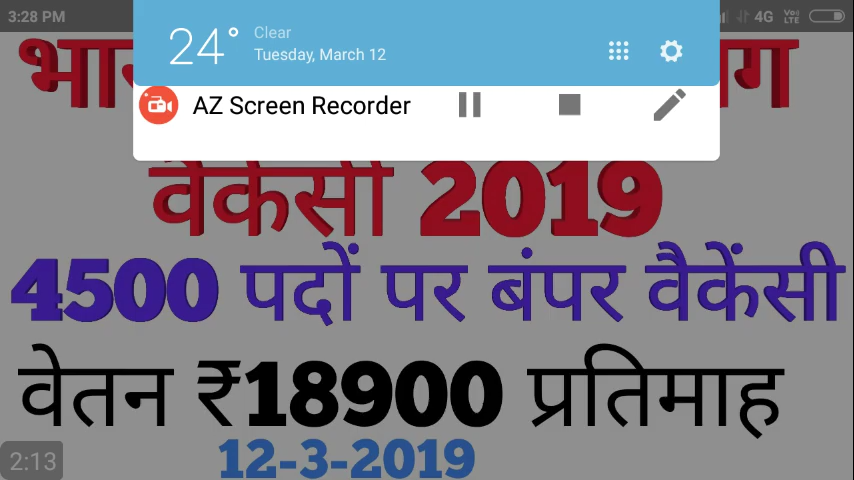 3:28 PM 4G VoLTE
24° Clear
Tuesday, March 12
AZ Screen Recorder
वैकेंसी 2019
4500 पदों पर बंपर वैकेंसी
वेतन ₹18900 प्रतिमाह
2:13
12-3-2019